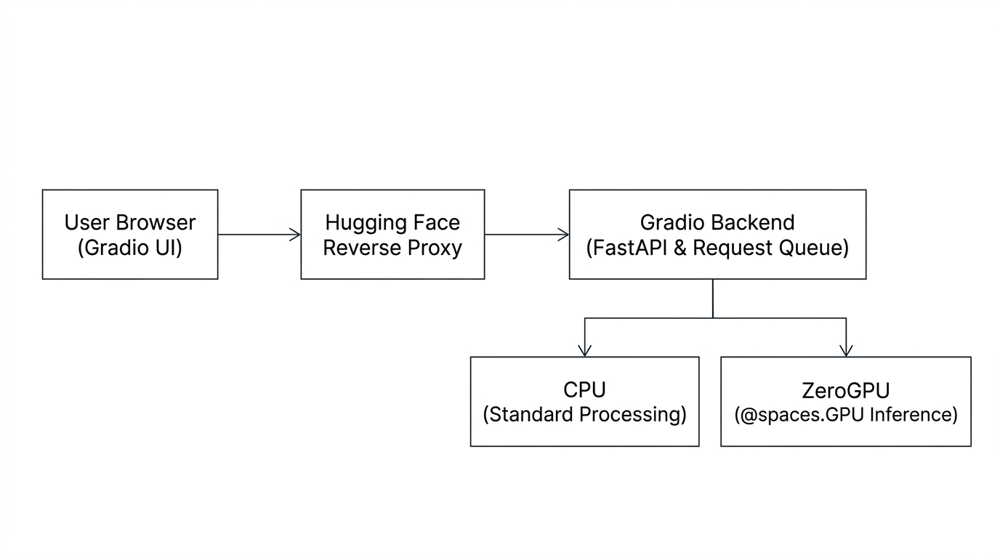 User Browser
(Gradio UI)
Hugging Face
Reverse Proxy
Gradio Backend
(FastAPI & Request Queue)
CPU
(Standard Processing)
ZeroGPU
(@spaces.GPU Inference)